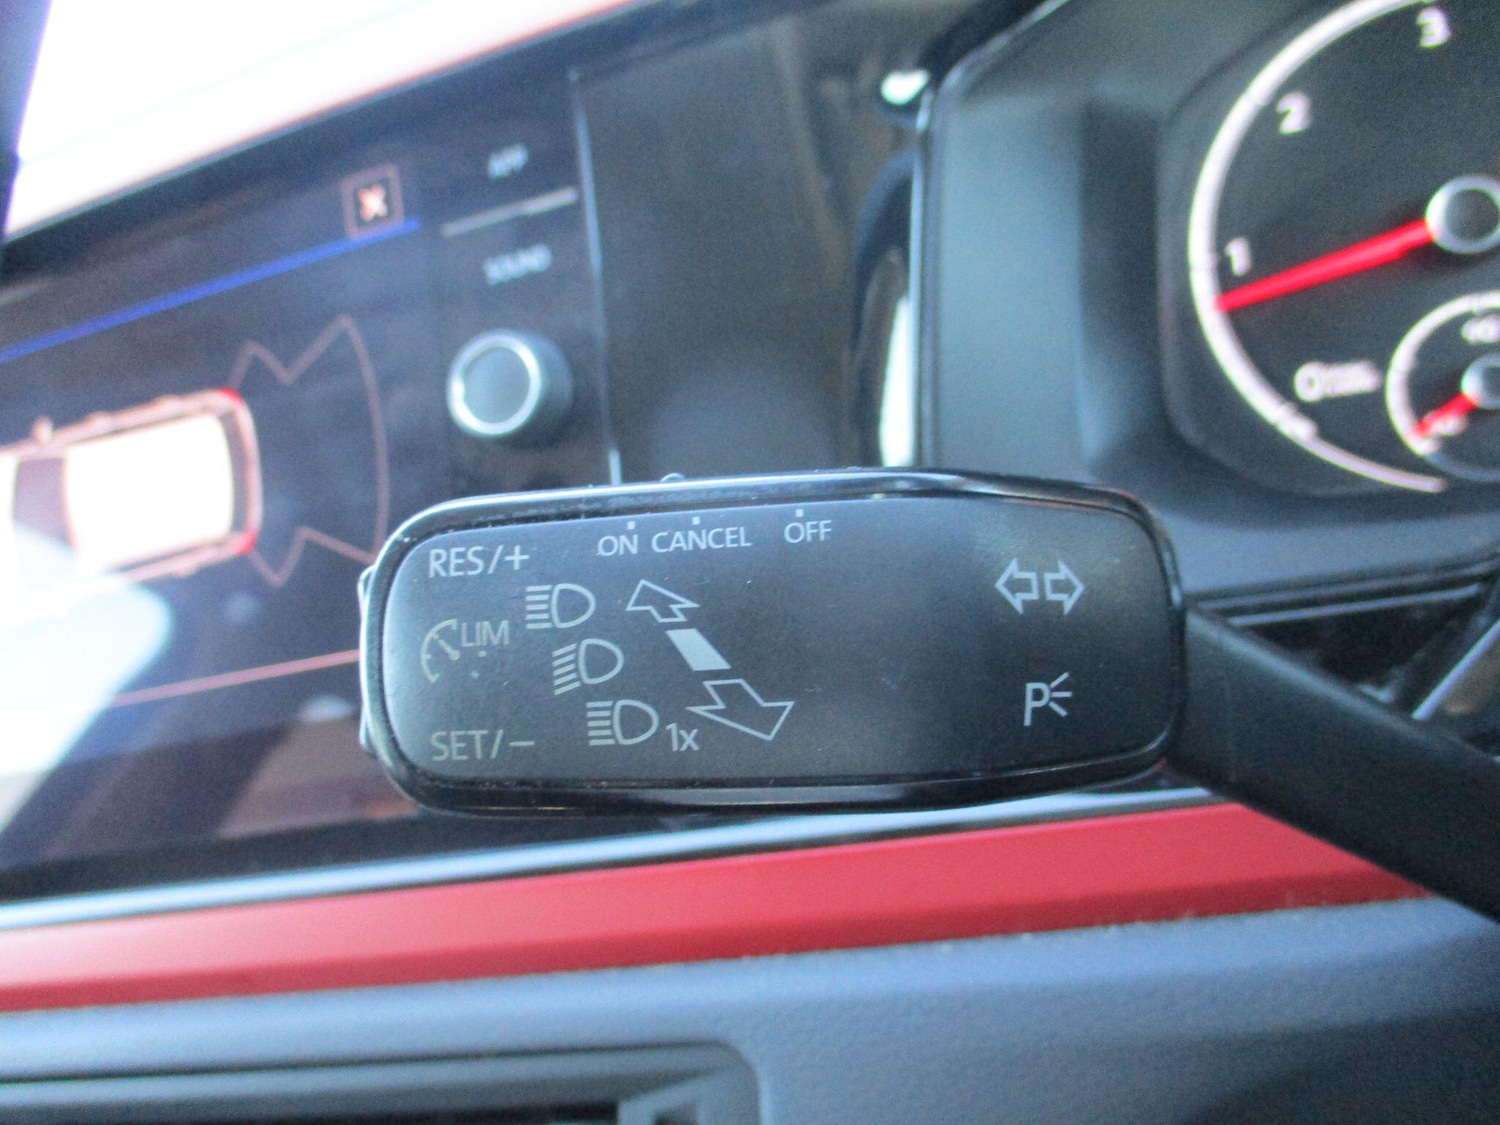 3
2
1
APP
SOUND
ON CANCEL OFF
RES/+
LIM
SET/−
1x
P